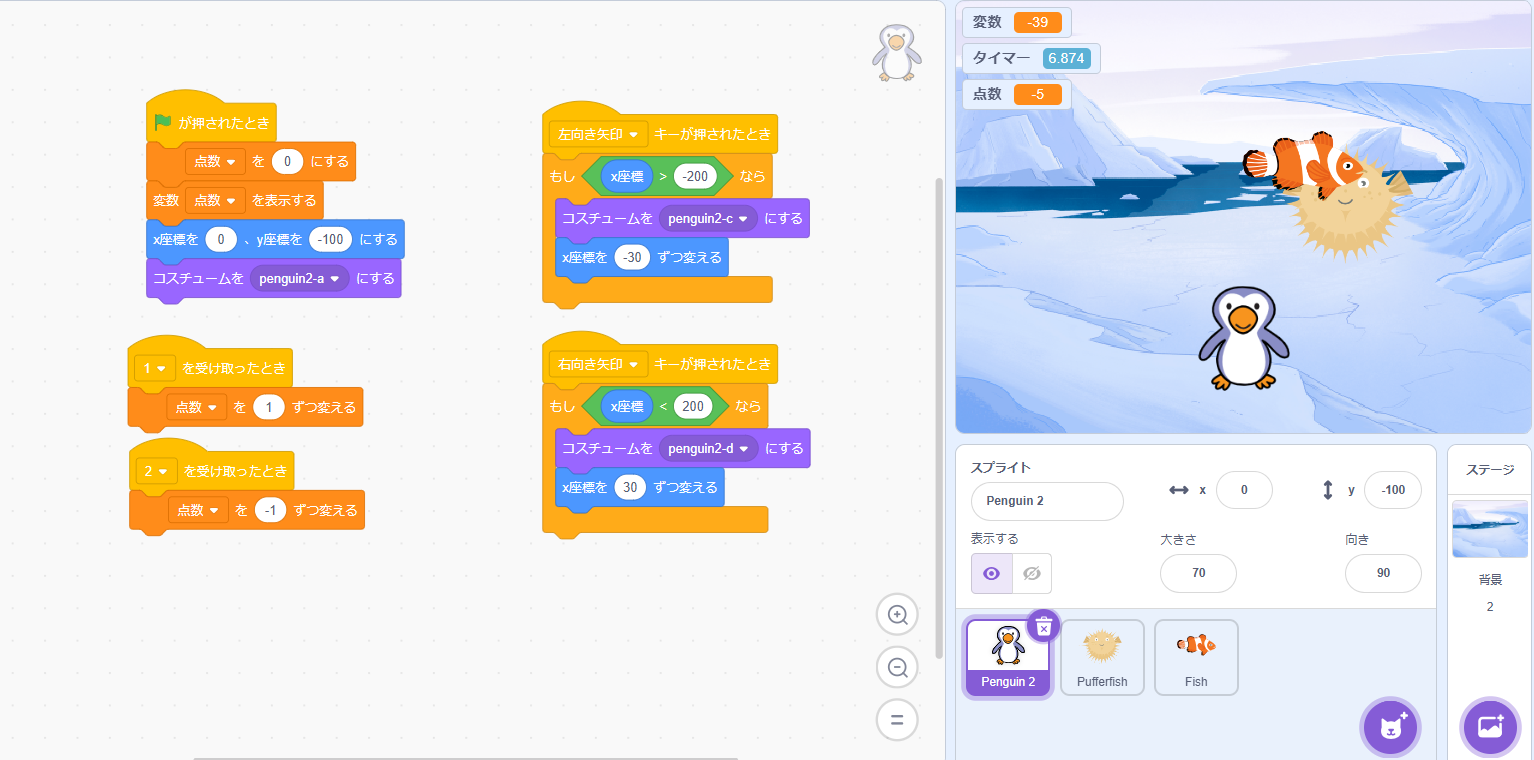 が押されたとき
点数 を 0 にする
変数 点数 を表示する
x座標を 0 、y座標を -100 にする
コスチュームを penguin2-a にする
1 を受け取ったとき
点数 を 1 ずつ変える
2 を受け取ったとき
点数 を -1 ずつ変える
左向き矢印 キーが押されたとき
もし x座標 > -200 なら
コスチュームを penguin2-c にする
x座標を -30 ずつ変える
右向き矢印 キーが押されたとき
もし x座標 < 200 なら
コスチュームを penguin2-d にする
x座標を 30 ずつ変える
変数 -39
タイマー 6.874
点数 -5
スプライト
Penguin 2
x 0
y -100
表示する
大きさ
70
向き
90
Penguin 2
Pufferfish
Fish
ステージ
背景
2